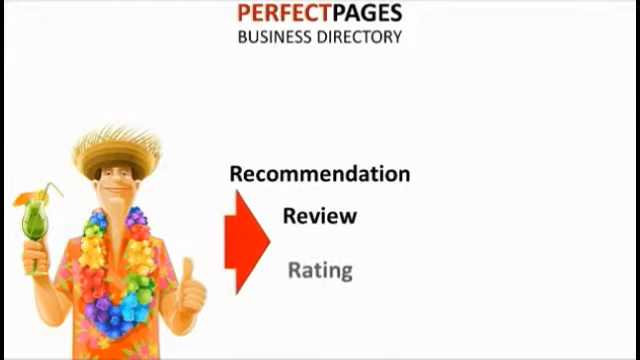 PERFECTPAGES
BUSINESS DIRECTORY
Recommendation
Review
Rating